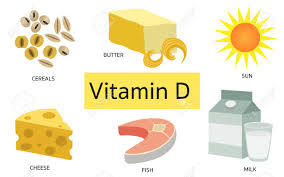 BUTTER
CEREALS
SUN
Vitamin D
CHEESE
FISH
MILK